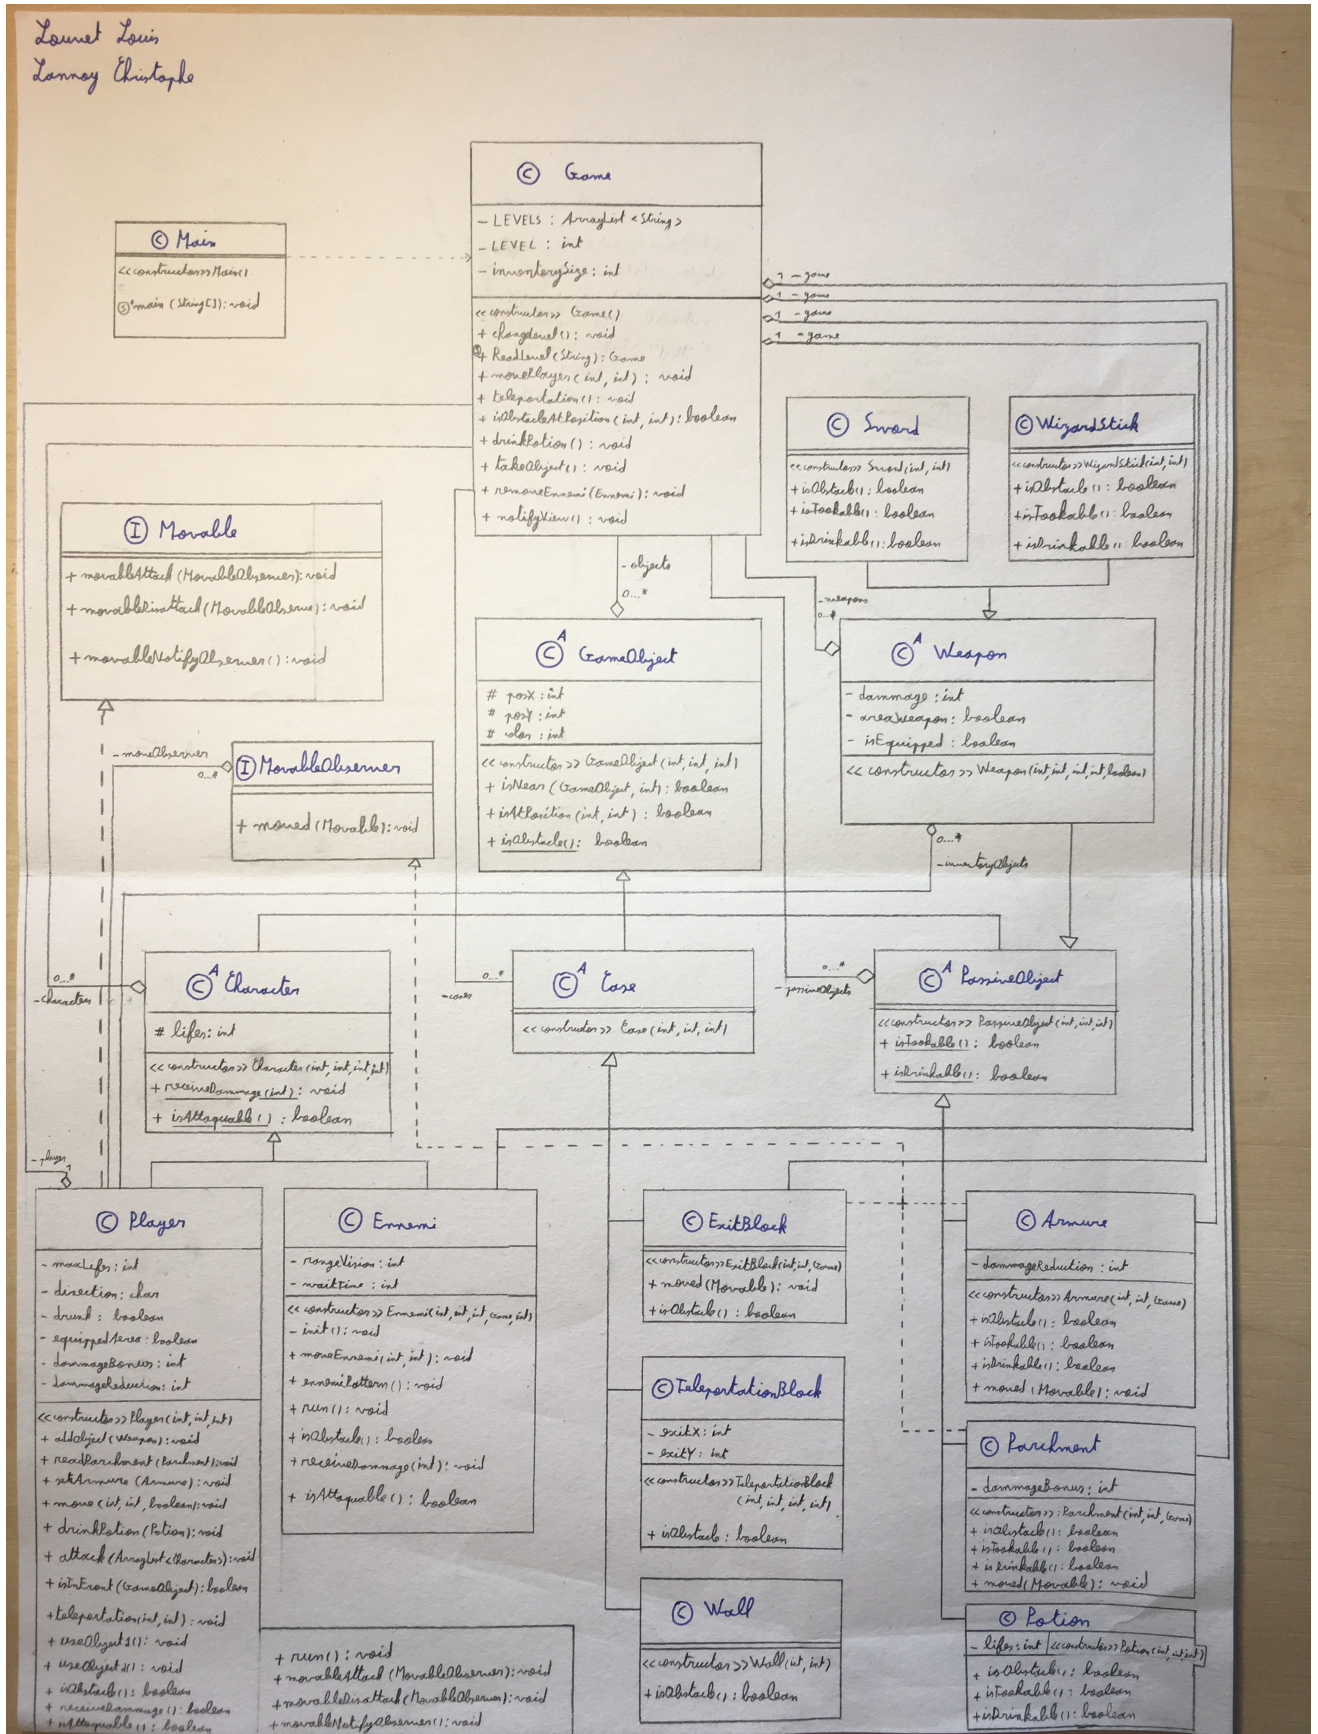 Lounet Louis
Lannoy Christophe
C Game
- LEVELS : ArrayList <String>
- LEVEL : int
- inventorySize : int
<<constructor>> Game()
+ changeLevel() : void
+ ReadLevel(String) : Game
+ movePlayer(int, int) : void
+ teleportation() : void
+ isObstacleAtPosition(int, int) : boolean
+ drinkPotion() : void
+ takeObject() : void
+ removeEnnemi(Ennemi) : void
+ notifyView() : void
C Main
<<constructor>> Main()
S main (String[]) : void
1 - game
1 - game
1 - game
1 - game
C Sword
<<constructor>> Sword(int, int)
+ isObstacle() : boolean
+ isTookable() : boolean
+ isDrinkable() : boolean
C WizardStick
<<constructor>> WizardStick(int, int)
+ isObstacle() : boolean
+ isTookable() : boolean
+ isDrinkable() : boolean
I Movable
+ movableAttack(MovableObserver) : void
+ movableDisattack(MovableObserve) : void
+ movableNotifyObserver() : void
- objects
0...*
- weapons
0..*
A
C GameObject
# posX : int
# posY : int
# color : int
<<constructor>> GameObject(int, int, int)
+ isNear(GameObject, int) : boolean
+ isAtPosition(int, int) : boolean
+ isObstacle() : boolean
A
C Weapon
- dammage : int
- areaWeapon : boolean
- isEquipped : boolean
<<constructor>> Weapon(int, int, int, int, boolean)
0...*
- inventoryObjects
- moveObserver
0..*
I MovableObserver
+ moved(Movable) : void
0...*
- characters
A
C Character
# lifes : int
<<constructor>> Character(int, int, int, int)
+ receiveDammage(int) : void
+ isAttaquable() : boolean
0...*
- cases
A
C Case
<<constructor>> Case(int, int, int)
0...*
- passiveObjects
A
C PassiveObject
<<constructor>> PassiveObject(int, int, int)
+ isTookable() : boolean
+ isDrinkable() : boolean
- player
1
C Player
- maxLifes : int
- direction : char
- drunk : boolean
- equippedArea : boolean
- dammageBonus : int
- dammageReduction : int
<<constructor>> Player(int, int, int)
+ addObject(Weapon) : void
+ readParchment(Parchment) : void
+ setArmure(Armure) : void
+ move(int, int, boolean) : void
+ drinkPotion(Potion) : void
+ attack(ArrayList<Character>) : void
+ isInFront(GameObject) : boolean
+ teleportation(int, int) : void
+ useObject1() : void
+ useObject2() : void
+ isObstacle() : boolean
+ receiveDammage() : boolean
+ isAttaquable() : boolean
+ run() : void
+ movableAttack(MovableObserver) : void
+ movableDisattack(MovableObserver) : void
+ movableNotifyObserver() : void
C Ennemi
- rangeVision : int
- waitTime : int
<<constructor>> Ennemi(int, int, int, Game, int)
- init() : void
+ moveEnnemi(int, int) : void
+ ennemiPattern() : void
+ run() : void
+ isObstacle() : boolean
+ receiveDammage(int) : void
+ isAttaquable() : boolean
C ExitBlock
<<constructor>> ExitBlock(int, int, Game)
+ moved(Movable) : void
+ isObstacle() : boolean
C TeleportationBlock
- exitX : int
- exitY : int
<<constructor>> TeleportationBlock
(int, int, int, int)
+ isObstacle : boolean
C Wall
<<constructor>> Wall(int, int)
+ isObstacle() : boolean
C Armure
- dammageReduction : int
<<constructor>> Armure(int, int, Game)
+ isObstacle() : boolean
+ isTookable() : boolean
+ isDrinkable() : boolean
+ moved(Movable) : void
C Parchment
- dammageBonus : int
<<constructor>> : Parchment(int, int, Game)
+ isObstacle() : boolean
+ isTookable() : boolean
+ isDrinkable() : boolean
+ moved(Movable) : void
C Potion
- lifes : int <<constructor>> Potion(int, int, int)
+ isObstacle() : boolean
+ isTookable() : boolean
+ isDrinkable() : boolean